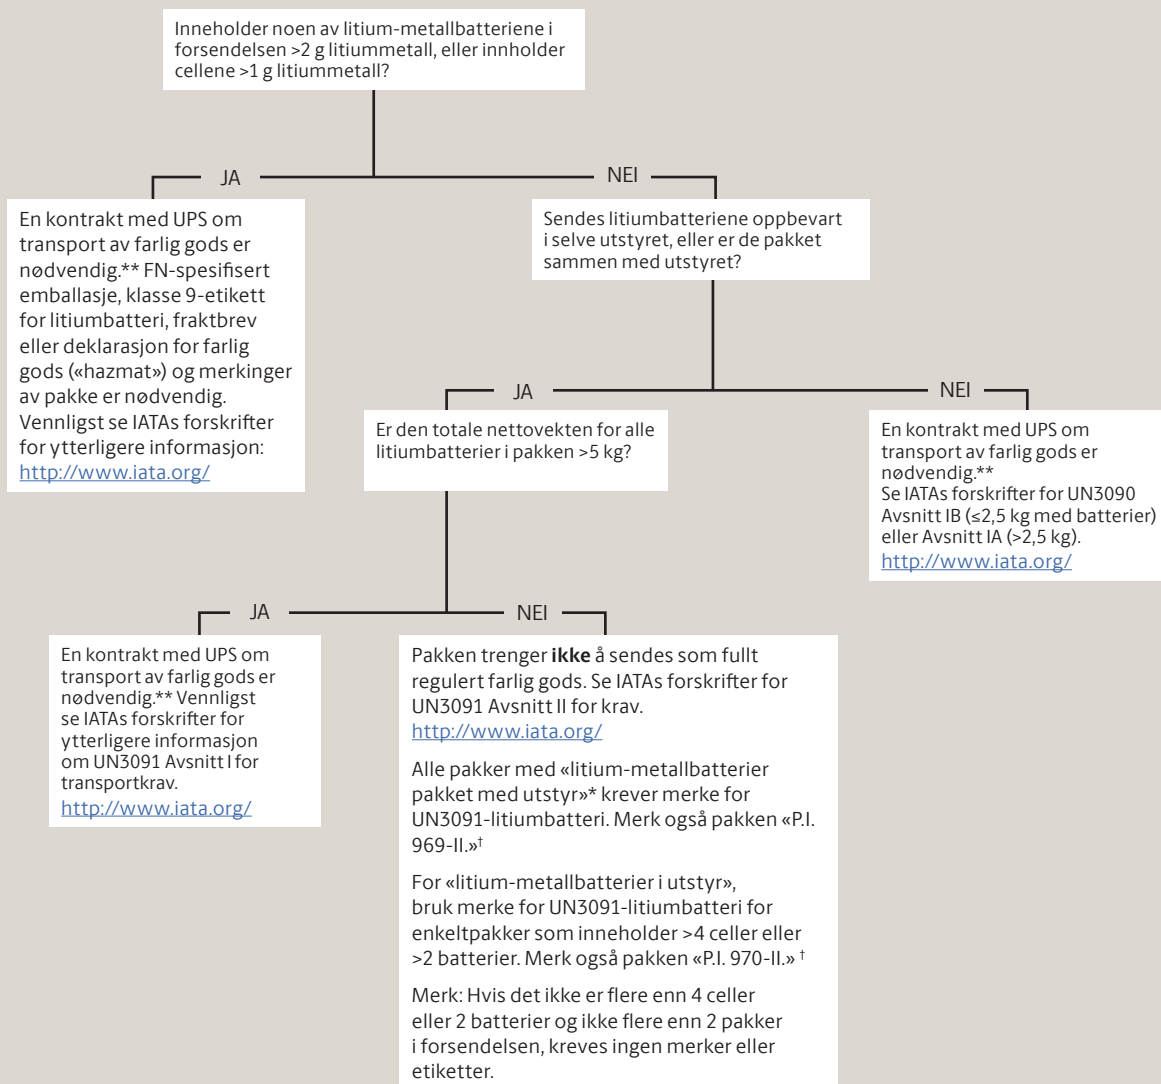 Inneholder noen av litium-metallbatteriene i
forsendelsen >2 g litiummetall, eller innholder
cellene >1 g litiummetall?
JA
NEI
En kontrakt med UPS om
transport av farlig gods er
nødvendig.** FN-spesifisert
emballasje, klasse 9-etikett
for litiumbatteri, fraktbrev
eller deklarasjon for farlig
gods («hazmat») og merkinger
av pakke er nødvendig.
Vennligst se IATAs forskrifter
for ytterligere informasjon:
http://www.iata.org/
Sendes litiumbatteriene oppbevart
i selve utstyret, eller er de pakket
sammen med utstyret?
JA
NEI
Er den totale nettovekten for alle
litiumbatterier i pakken >5 kg?
En kontrakt med UPS om
transport av farlig gods er
nødvendig.**
Se IATAs forskrifter for UN3090
Avsnitt IB (≤2,5 kg med batterier)
eller Avsnitt IA (>2,5 kg).
http://www.iata.org/
JA
NEI
En kontrakt med UPS om
transport av farlig gods er
nødvendig.** Vennligst
se IATAs forskrifter for
ytterligere informasjon
om UN3091 Avsnitt I for
transportkrav.
http://www.iata.org/
Pakken trenger ikke å sendes som fullt
regulert farlig gods. Se IATAs forskrifter for
UN3091 Avsnitt II for krav.
http://www.iata.org/
Alle pakker med «litium-metallbatterier
pakket med utstyr»* krever merke for
UN3091-litiumbatteri. Merk også pakken «P.I.
969-II.»†
For «litium-metallbatterier i utstyr»,
bruk merke for UN3091-litiumbatteri for
enkeltpakker som inneholder >4 celler eller
>2 batterier. Merk også pakken «P.I. 970-II.» †
Merk: Hvis det ikke er flere enn 4 celler
eller 2 batterier og ikke flere enn 2 pakker
i forsendelsen, kreves ingen merker eller
etiketter.